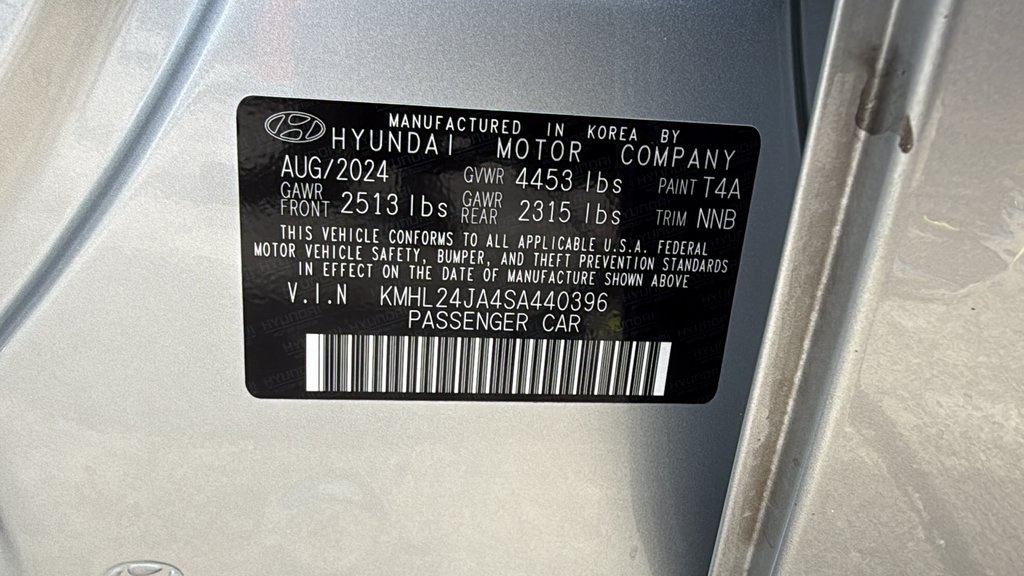 MANUFACTURED IN KOREA BY
HYUNDAI MOTOR COMPANY
AUG/2024 GVWR 4453 lbs PAINT T4A
GAWR FRONT 2513 lbs GAWR REAR 2315 lbs TRIM NNB
THIS VEHICLE CONFORMS TO ALL APPLICABLE U.S.A. FEDERAL
MOTOR VEHICLE SAFETY, BUMPER, AND THEFT PREVENTION STANDARDS
IN EFFECT ON THE DATE OF MANUFACTURE SHOWN ABOVE
V.I.N KMHL24JA4SA440396
PASSENGER CAR